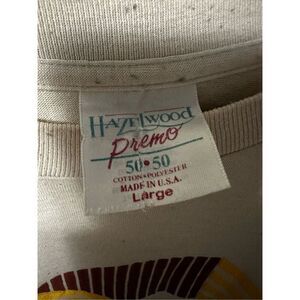 HAZElwood
Premo
50•50
COTTON•POLYESTER
MADE IN U.S.A.
Large